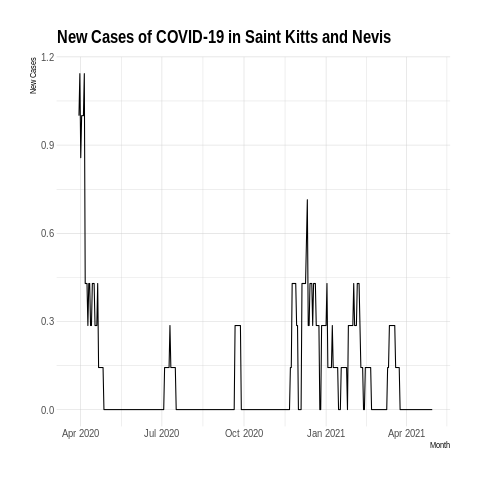 New Cases of COVID-19 in Saint Kitts and Nevis
New Cases
1.2
0.9
0.6
0.3
0.0
Apr 2020 Jul 2020 Oct 2020 Jan 2021 Apr 2021
Month